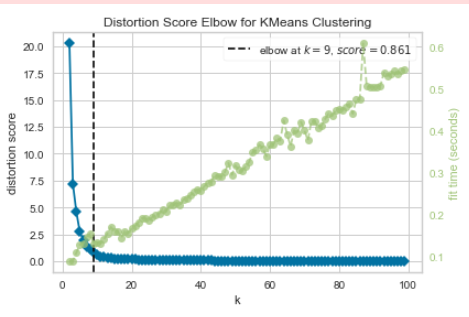 Distortion Score Elbow for KMeans Clustering
elbow at k = 9, score = 0.861
distortion score
20.0
17.5
15.0
12.5
10.0
7.5
5.0
2.5
0.0
0.6
0.5
0.4
0.3
0.2
0.1
fit time (seconds)
0 20 40 60 80 100
k